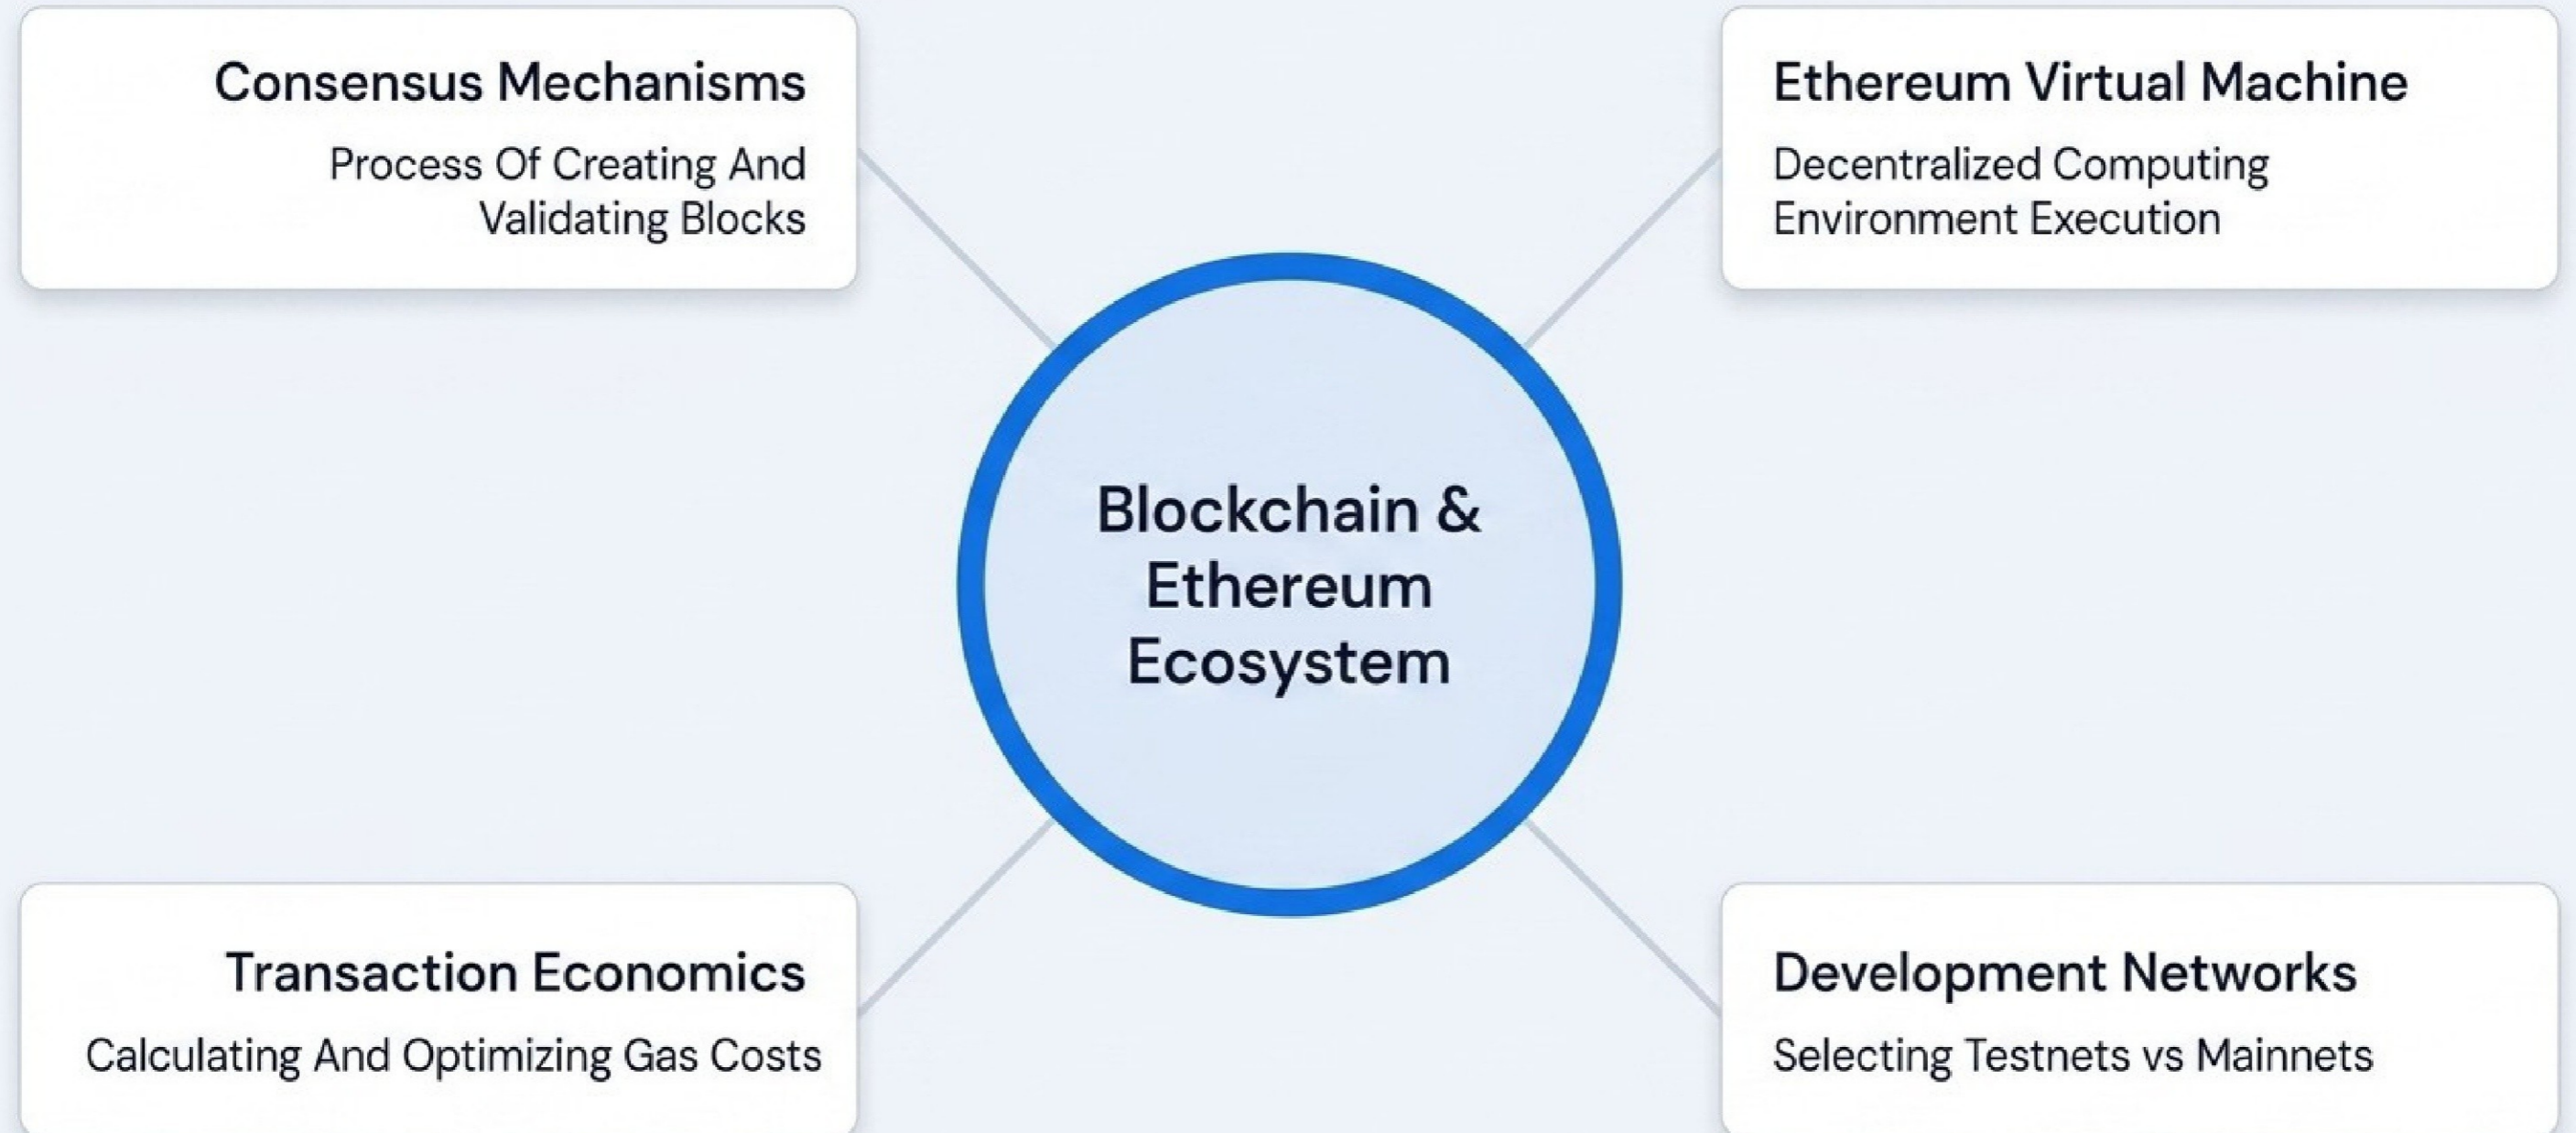 Consensus Mechanisms
Process Of Creating And
Validating Blocks
Ethereum Virtual Machine
Decentralized Computing
Environment Execution
Blockchain &
Ethereum
Ecosystem
Transaction Economics
Calculating And Optimizing Gas Costs
Development Networks
Selecting Testnets vs Mainnets